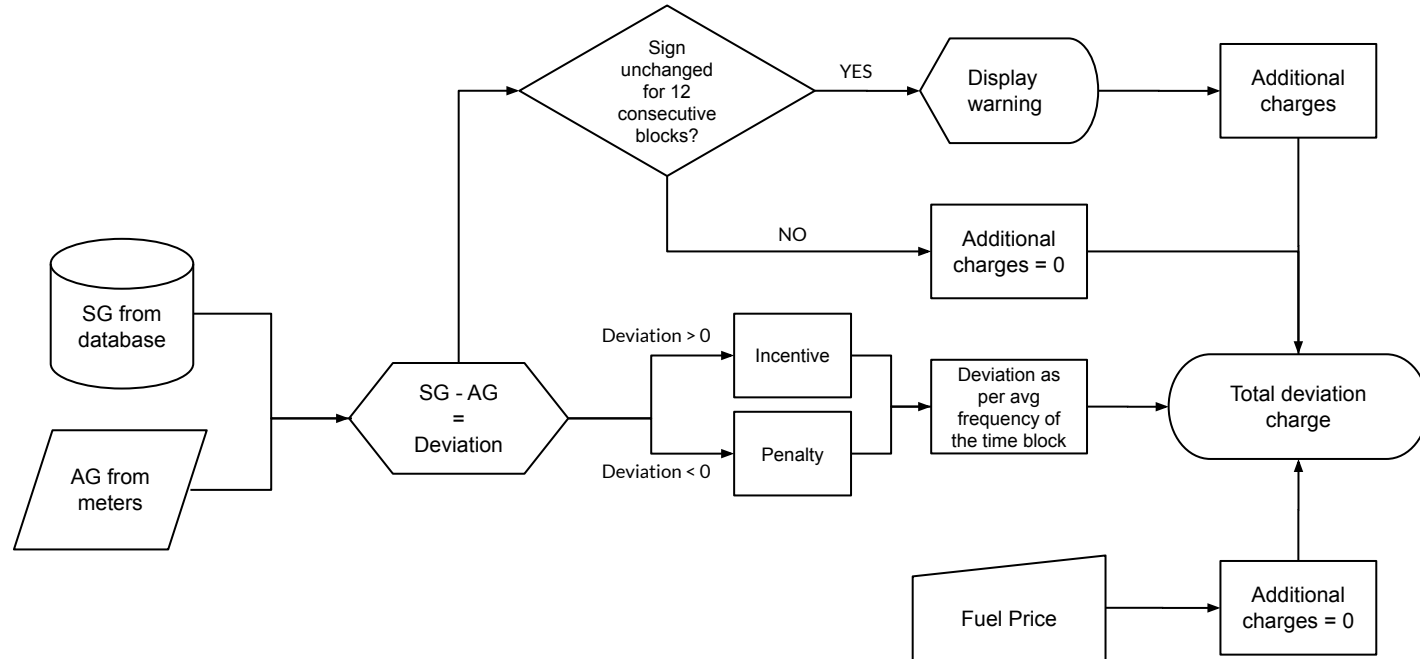 Sign
unchanged
for 12
consecutive
blocks?
YES
Display
warning
Additional
charges
NO
Additional
charges = 0
SG from
database
AG from
meters
SG - AG
=
Deviation
Deviation > 0
Incentive
Deviation < 0
Penalty
Deviation as
per avg
frequency of
the time block
Total deviation
charge
Fuel Price
Additional
charges = 0